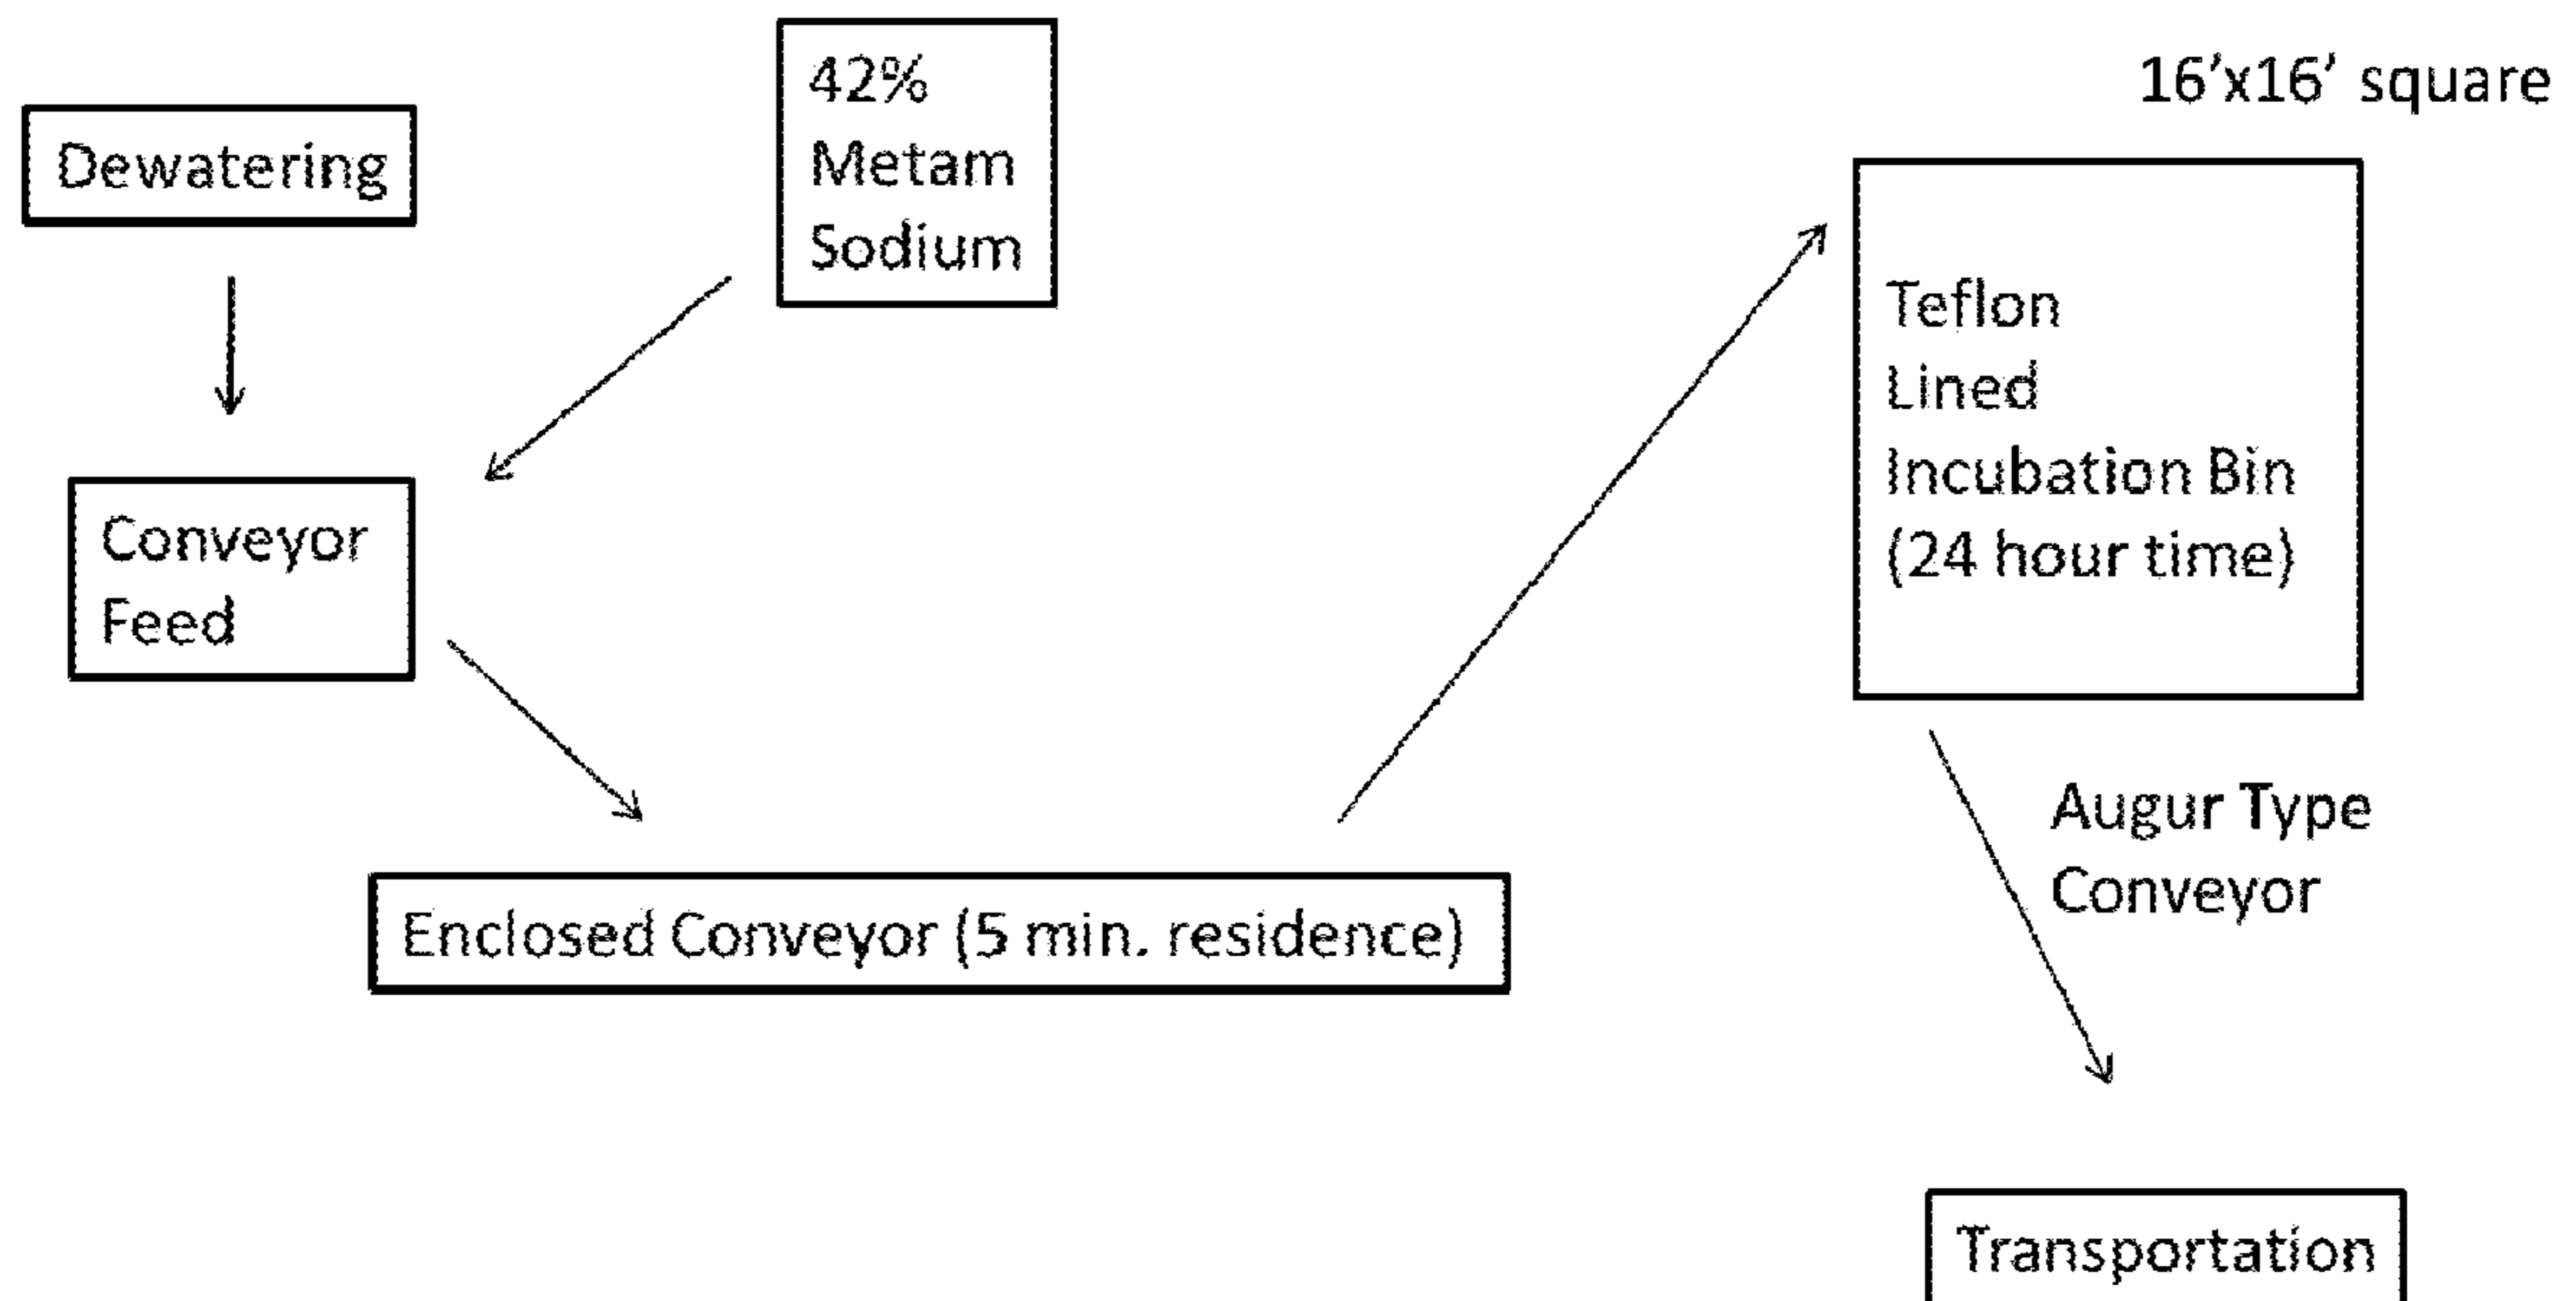 42%
Metam
Sodium
16'x16' square
Dewatering
Conveyor
Feed
Teflon
Lined
Incubation Bin
(24 hour time)
Enclosed Conveyor (5 min. residence)
Augur Type
Conveyor
Transportation